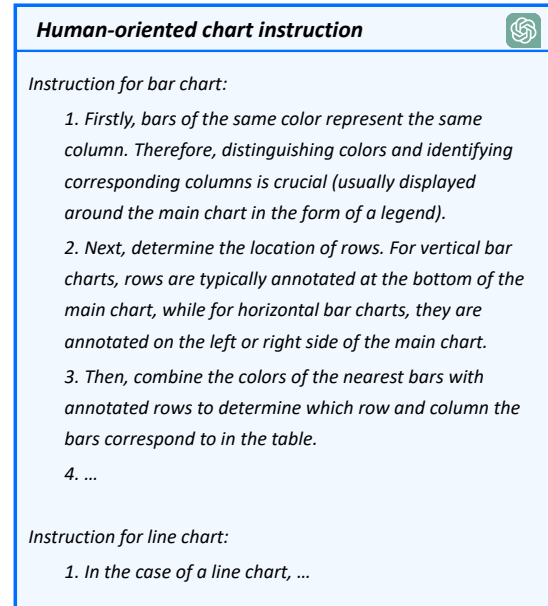 Human-oriented chart instruction
Instruction for bar chart:
1. Firstly, bars of the same color represent the same
column. Therefore, distinguishing colors and identifying
corresponding columns is crucial (usually displayed
around the main chart in the form of a legend).
2. Next, determine the location of rows. For vertical bar
charts, rows are typically annotated at the bottom of the
main chart, while for horizontal bar charts, they are
annotated on the left or right side of the main chart.
3. Then, combine the colors of the nearest bars with
annotated rows to determine which row and column the
bars correspond to in the table.
4. …
Instruction for line chart:
1. In the case of a line chart, …